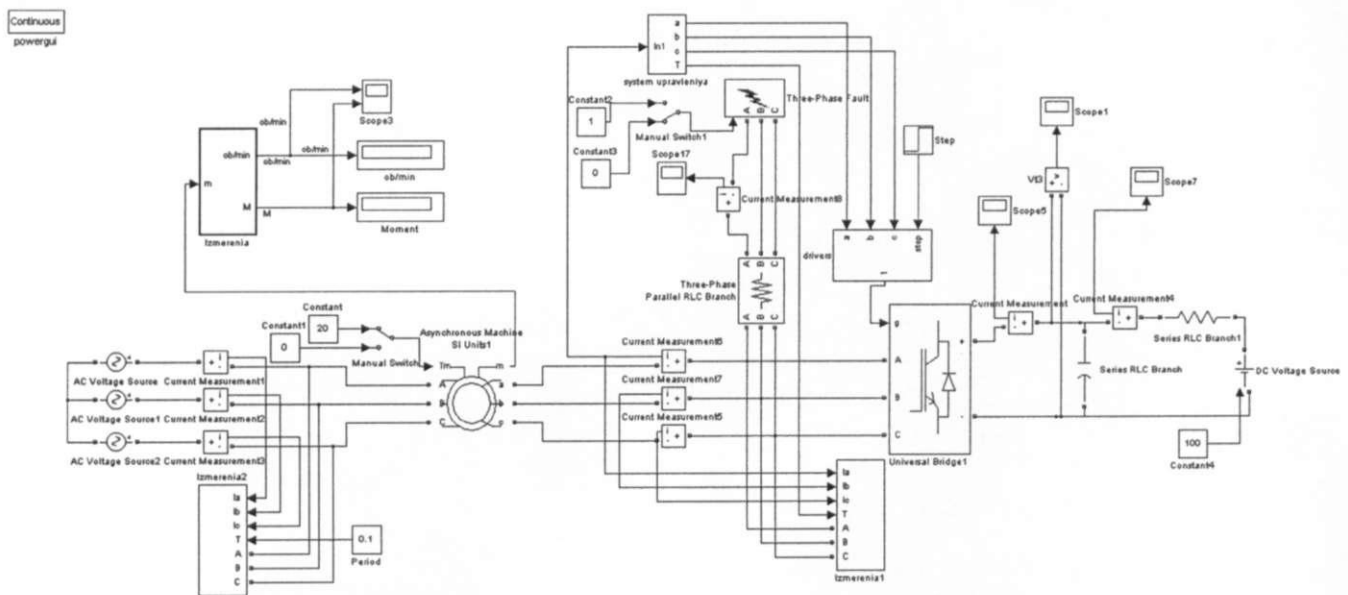 Continuous
powergui
ob/min
Scope3
ob/min
ob/min
ob/min
ob/min
m
M
M
Izmerenia
Moment
In1
a
b
c
T
system upravleniya
Constant2
1
Manual Switch1
Constant3
0
Three-Phase Fault
A
B
C
Scope17
Current Measurement8
i
-
+
A
B
C
Three-Phase
Parallel RLC Branch
A
B
C
Step
a
b
c
step
drivers
1
Scope1
Vt3
v
+
-
Scope5
Scope7
Constant
20
Constant1
0
Manual Switch
Asynchronous Machine
SI Units1
Tm
m
A
B
C
a
b
c
AC Voltage Source
Current Measurement1
AC Voltage Source1
Current Measurement2
AC Voltage Source2
Current Measurement3
Current Measurement6
Current Measurement7
Current Measurement5
g
A
B
C
+
-
Universal Bridge1
Current Measurement
Current Measurement4
Series RLC Branch1
Series RLC Branch
DC Voltage Source
100
Constant4
Izmerenia2
Ia
Ib
Ic
T
A
B
C
0.1
Period
Ia
Ib
Ic
T
A
B
C
Izmerenia1